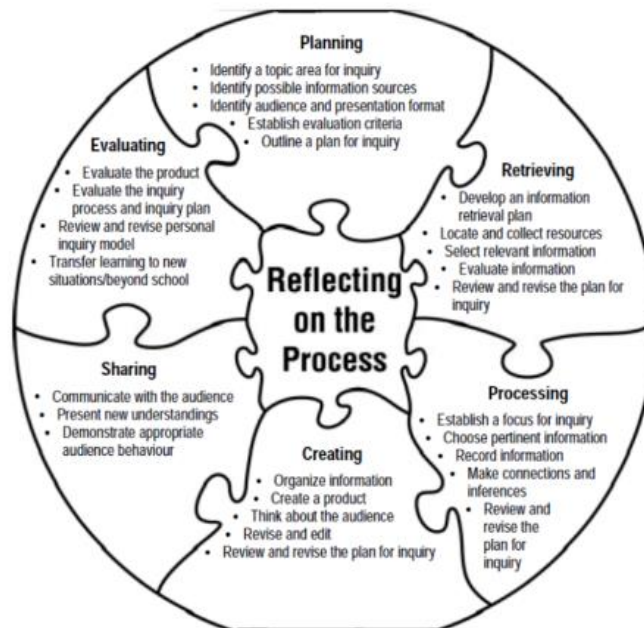 Planning
• Identify a topic area for inquiry
• Identify possible information sources
• Identify audience and presentation format
• Establish evaluation criteria
• Outline a plan for inquiry
Retrieving
• Develop an information
retrieval plan
• Locate and collect resources
• Select relevant information
• Evaluate information
• Review and revise the plan for
inquiry
Processing
• Establish a focus for inquiry
• Choose pertinent information
• Record information
• Make connections and
inferences
• Review and
revise the
plan for
inquiry
Creating
• Organize information
• Create a product
• Think about the audience
• Revise and edit
• Review and revise the plan for inquiry
Sharing
• Communicate with the audience
• Present new understandings
• Demonstrate appropriate
audience behaviour
Evaluating
• Evaluate the product
• Evaluate the inquiry
process and inquiry plan
• Review and revise personal
inquiry model
• Transfer learning to new
situations/beyond school
Reflecting
on the
Process